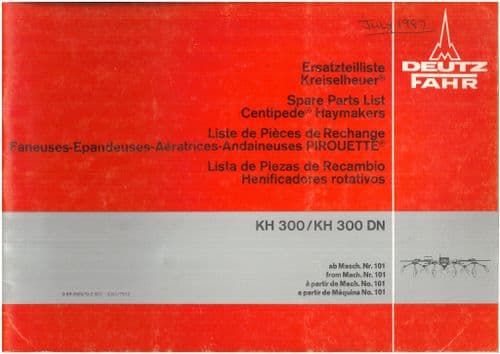 July 1987
DEUTZ
FAHR
Ersatzteilliste
Kreiselheuer®
Spare Parts List
Centipede® Haymakers
Liste de Pièces de Rechange
Faneuses-Epandeuses-Aératrices-Andaineuses PIROUETTE®
Lista de Piezas de Recambio
Henificadores rotativos
KH 300/KH 300 DN
ab Masch. Nr. 101
from Mach. Nr. 101
à partir de Mach. No. 101
a partir de Máquina No. 101